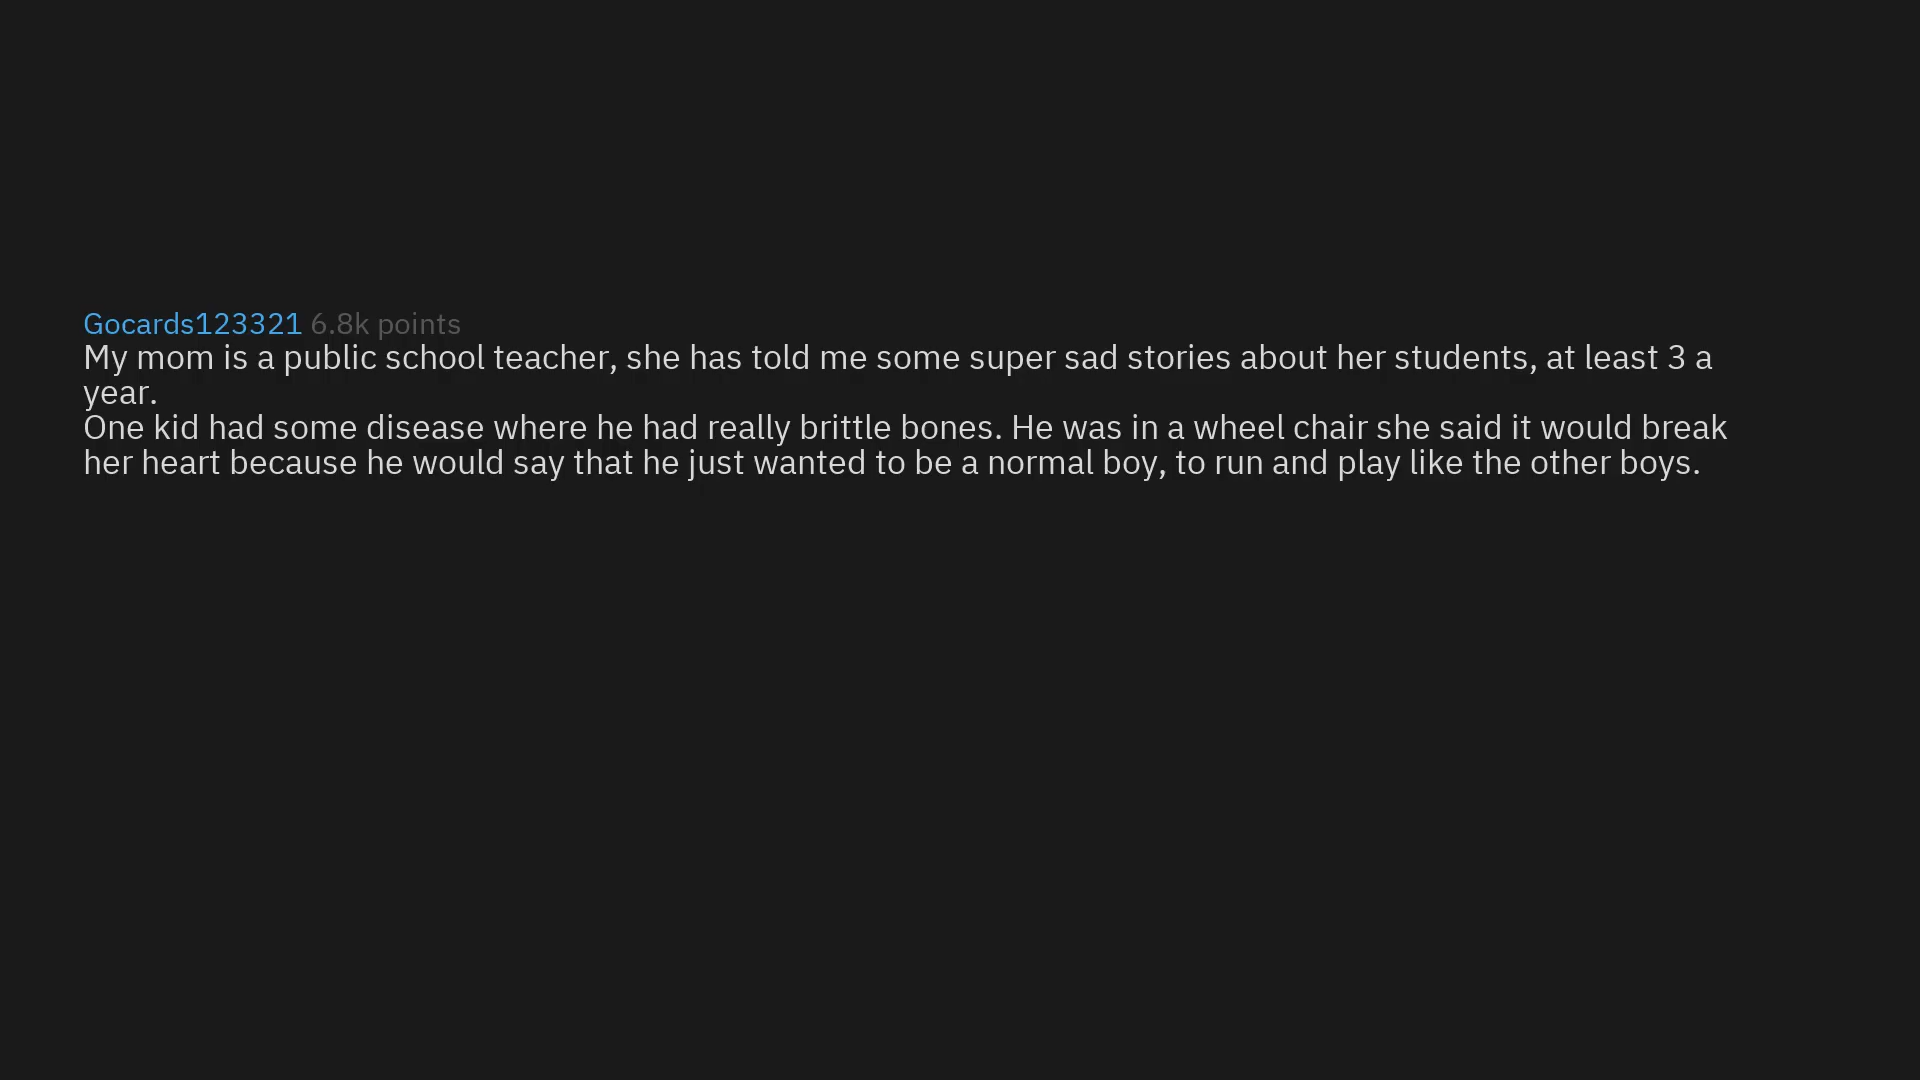 Gocards123321 6.8k points
My mom is a public school teacher, she has told me some super sad stories about her students, at least 3 a
year.
One kid had some disease where he had really brittle bones. He was in a wheel chair she said it would break
her heart because he would say that he just wanted to be a normal boy, to run and play like the other boys.